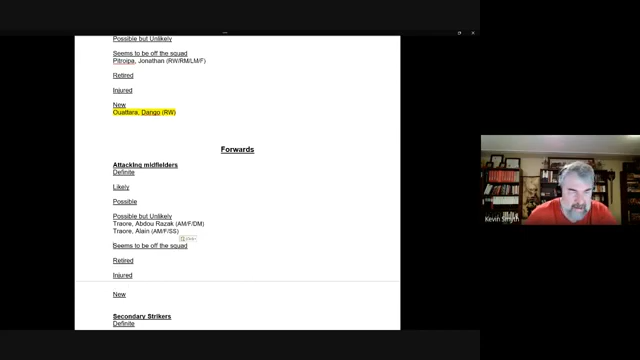 Possible but Unlikely
Seems to be off the squad
Pitroipa, Jonathan (RW/RM/LM/F)
Retired
Injured
New
Ouattara, Dango (RW)
Forwards
Attacking midfielders
Definite
Likely
Possible
Possible but Unlikely
Traore, Abdou Razak (AM/F/DM)
Traore, Alain (AM/F/SS)
Seems to be off the squad
Retired
Injured
New
Secondary Strikers
Definite
Kevin Smyth